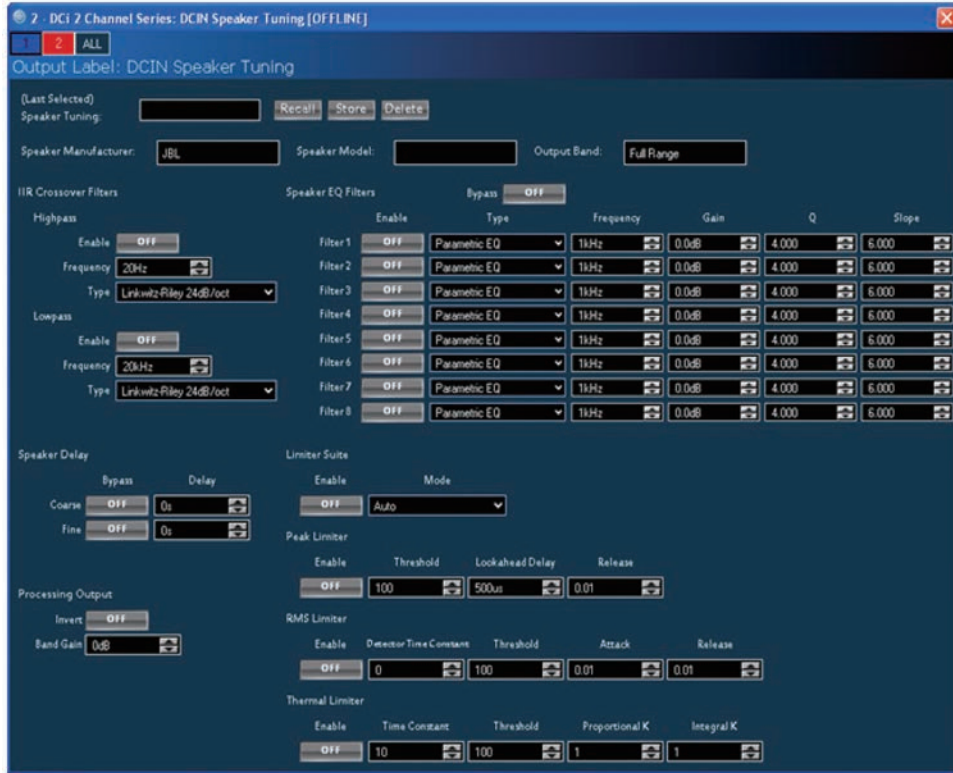 2 - DCi 2 Channel Series: DCIN Speaker Tuning [OFFLINE]
1 2 ALL
Output Label: DCIN Speaker Tuning
(Last Selected)
Speaker Tuning: Recall Store Delete
Speaker Manufacturer: JBL Speaker Model: Output Band: Full Range
IIR Crossover Filters
Highpass
Enable OFF
Frequency 20Hz
Type Linkwitz-Riley 24dB/oct
Lowpass
Enable OFF
Frequency 20kHz
Type Linkwitz-Riley 24dB/oct
Speaker EQ Filters Bypass OFF
Enable Type Frequency Gain Q Slope
Filter 1 OFF Parametric EQ 1kHz 0.0dB 4.000 6.000
Filter 2 OFF Parametric EQ 1kHz 0.0dB 4.000 6.000
Filter 3 OFF Parametric EQ 1kHz 0.0dB 4.000 6.000
Filter 4 OFF Parametric EQ 1kHz 0.0dB 4.000 6.000
Filter 5 OFF Parametric EQ 1kHz 0.0dB 4.000 6.000
Filter 6 OFF Parametric EQ 1kHz 0.0dB 4.000 6.000
Filter 7 OFF Parametric EQ 1kHz 0.0dB 4.000 6.000
Filter 8 OFF Parametric EQ 1kHz 0.0dB 4.000 6.000
Speaker Delay
Bypass Delay
Coarse OFF 0s
Fine OFF 0s
Processing Output
Invert OFF
Band Gain 0dB
Limiter Suite
Enable Mode
OFF Auto
Peak Limiter
Enable Threshold Lookahead Delay Release
OFF 100 500us 0.01
RMS Limiter
Enable Detector Time Constant Threshold Attack Release
OFF 0 100 0.01 0.01
Thermal Limiter
Enable Time Constant Threshold Proportional K Integral K
OFF 10 100 1 1